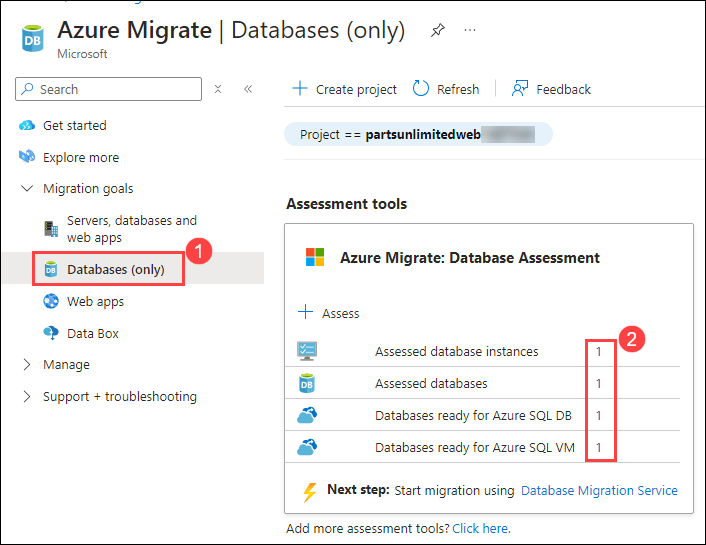 Azure Migrate | Databases (only)
Microsoft
Search
Get started
Explore more
Migration goals
Servers, databases and
web apps
Databases (only)
1
Web apps
Data Box
Manage
Support + troubleshooting
Create project
Refresh
Feedback
Project == partsunlimitedweb
Assessment tools
Azure Migrate: Database Assessment
Assess
2
Assessed database instances 1
Assessed databases 1
Databases ready for Azure SQL DB 1
Databases ready for Azure SQL VM 1
Next step: Start migration using Database Migration Service
Add more assessment tools? Click here.